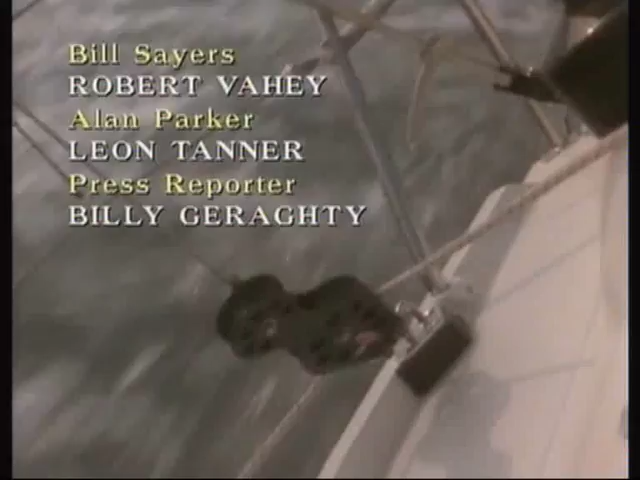 Bill Sayers
ROBERT VAHEY
Alan Parker
LEON TANNER
Press Reporter
BILLY GERAGHTY